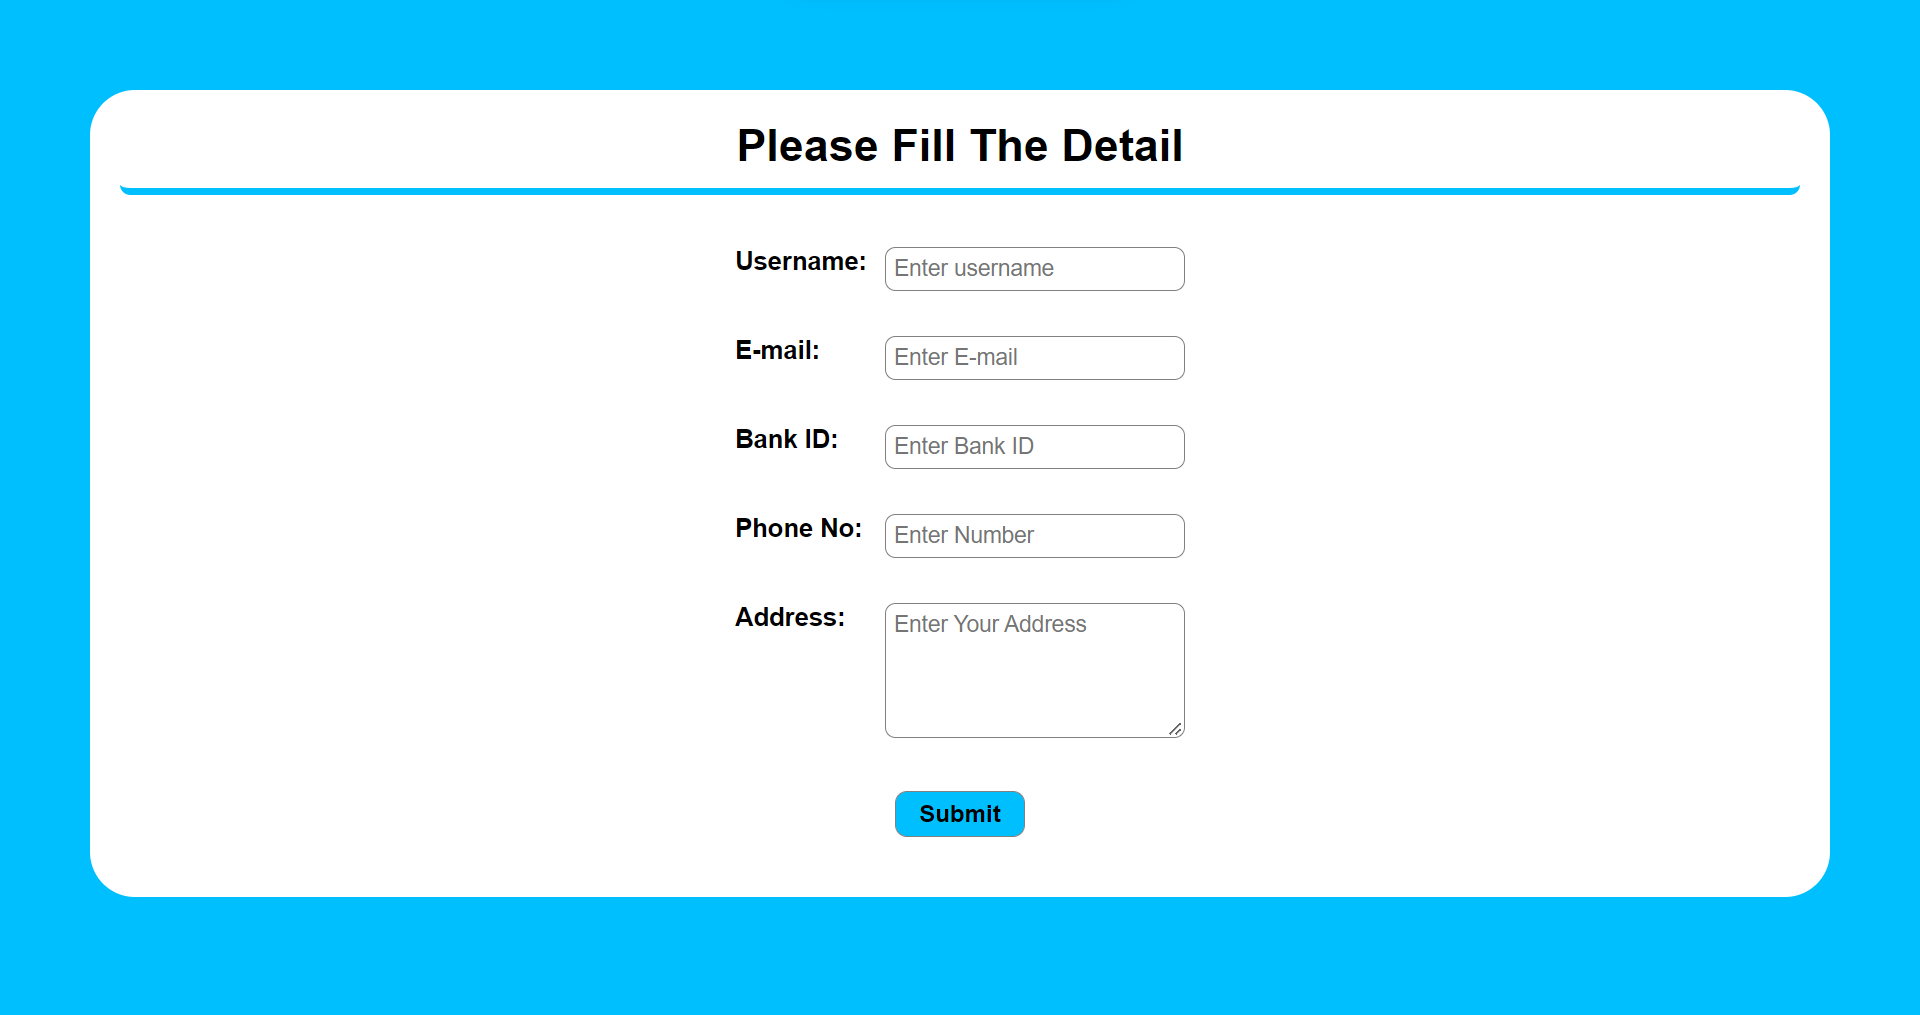 Please Fill The Detail
Username: Enter username
E-mail: Enter E-mail
Bank ID: Enter Bank ID
Phone No: Enter Number
Address: Enter Your Address
Submit